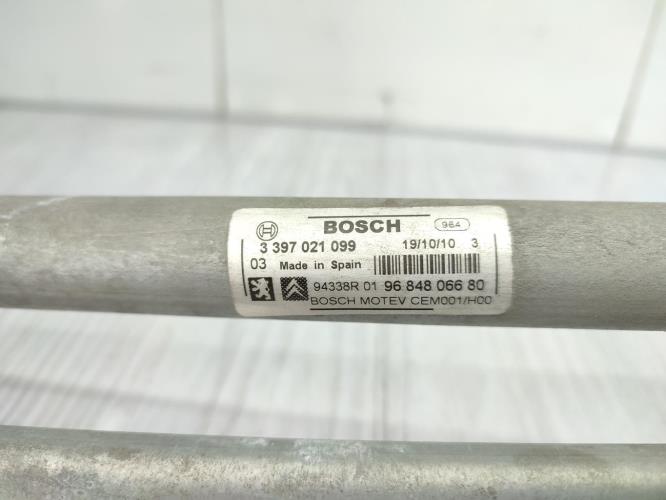 BOSCH 964
3 397 021 099 19/10/10 3
03 Made in Spain
94338R 01 96 848 066 80
BOSCH MOTEV CEM001/H00